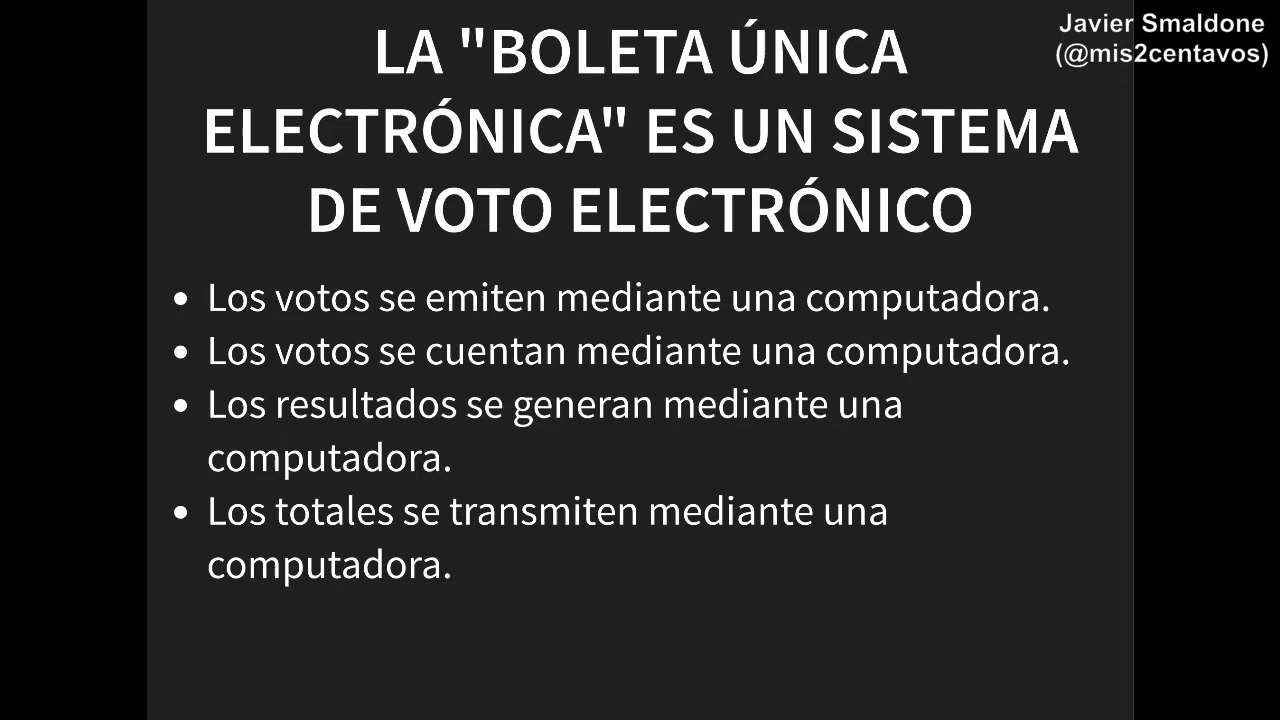 Javier Smaldone
(@mis2centavos)
LA "BOLETA ÚNICA
ELECTRÓNICA" ES UN SISTEMA
DE VOTO ELECTRÓNICO
• Los votos se emiten mediante una computadora.
• Los votos se cuentan mediante una computadora.
• Los resultados se generan mediante una
computadora.
• Los totales se transmiten mediante una
computadora.